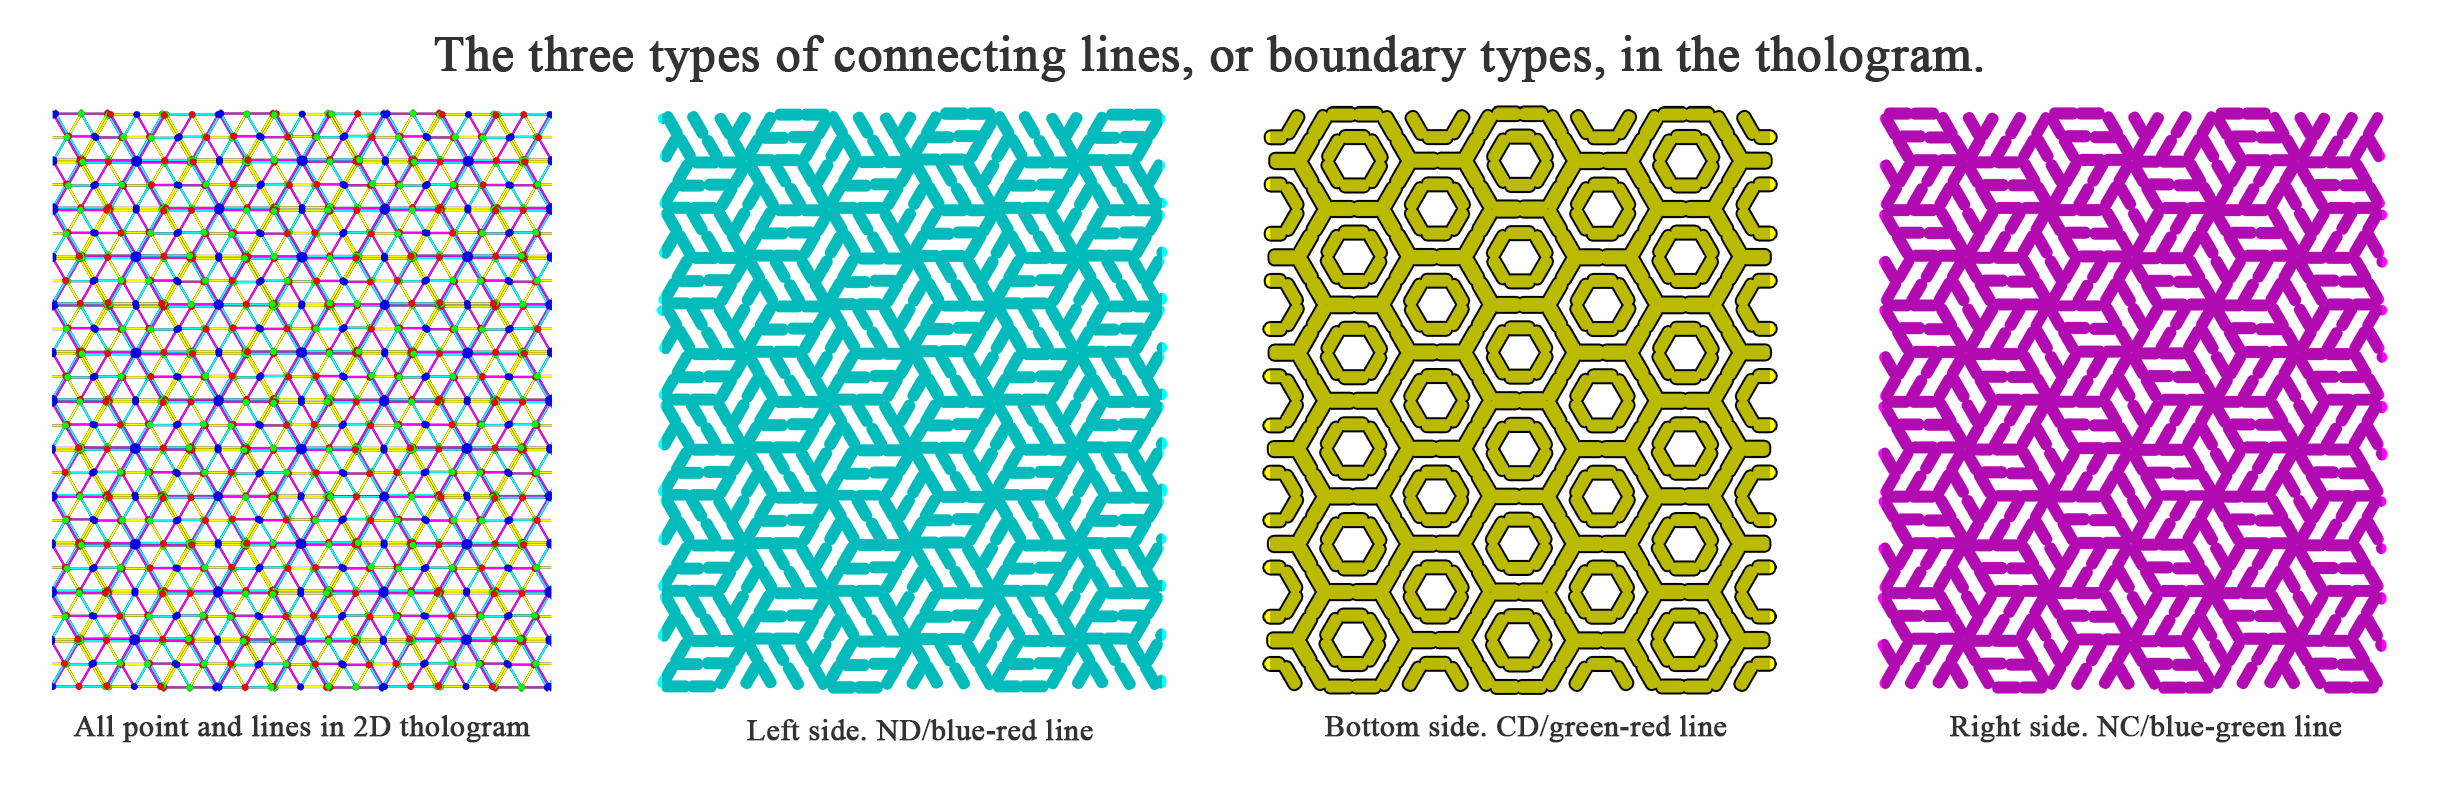 The three types of connecting lines, or boundary types, in the thologram.
All point and lines in 2D thologram
Left side. ND/blue-red line
Bottom side. CD/green-red line
Right side. NC/blue-green line